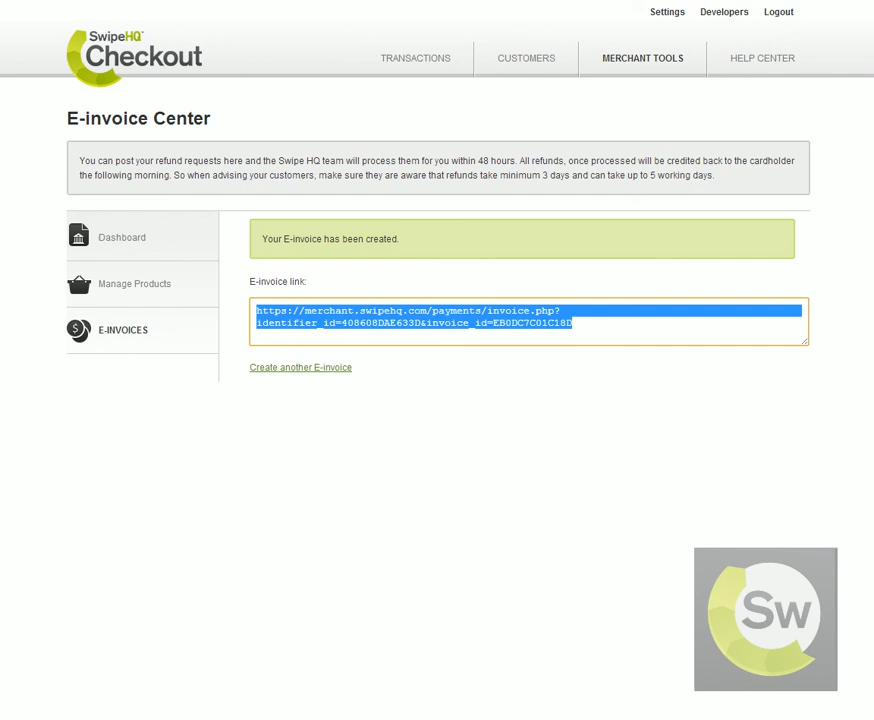 Settings Developers Logout
SwipeHQ™
Checkout
TRANSACTIONS CUSTOMERS MERCHANT TOOLS HELP CENTER
E-invoice Center
You can post your refund requests here and the Swipe HQ team will process them for you within 48 hours. All refunds, once processed will be credited back to the cardholder
the following morning. So when advising your customers, make sure they are aware that refunds take minimum 3 days and can take up to 5 working days.
Dashboard
Manage Products
E-INVOICES
Your E-invoice has been created.
E-invoice link:
https://merchant.swipehq.com/payments/invoice.php?
identifier_id=408608DAE633D&invoice_id=EB0DC7C01C18D
Create another E-invoice
Sw